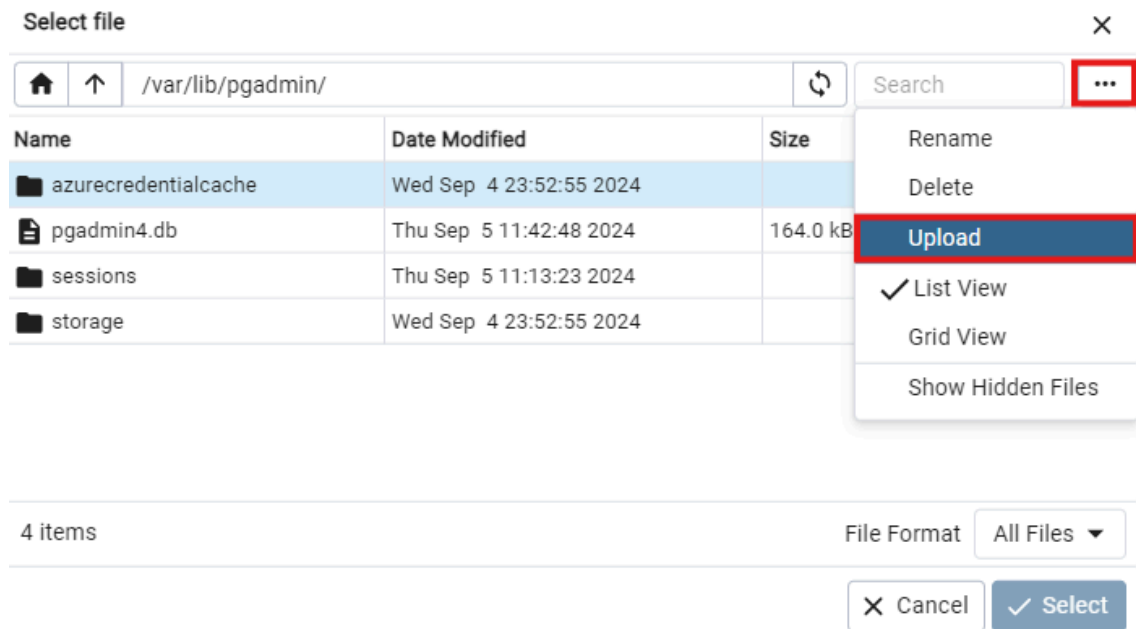 Select file
/var/lib/pgadmin/ Search
Name Date Modified Size
Rename
azurecredentialcache Wed Sep 4 23:52:55 2024
Delete
pgadmin4.db Thu Sep 5 11:42:48 2024 164.0 kB
Upload
sessions Thu Sep 5 11:13:23 2024
List View
storage Wed Sep 4 23:52:55 2024
Grid View
Show Hidden Files
4 items File Format All Files
Cancel Select